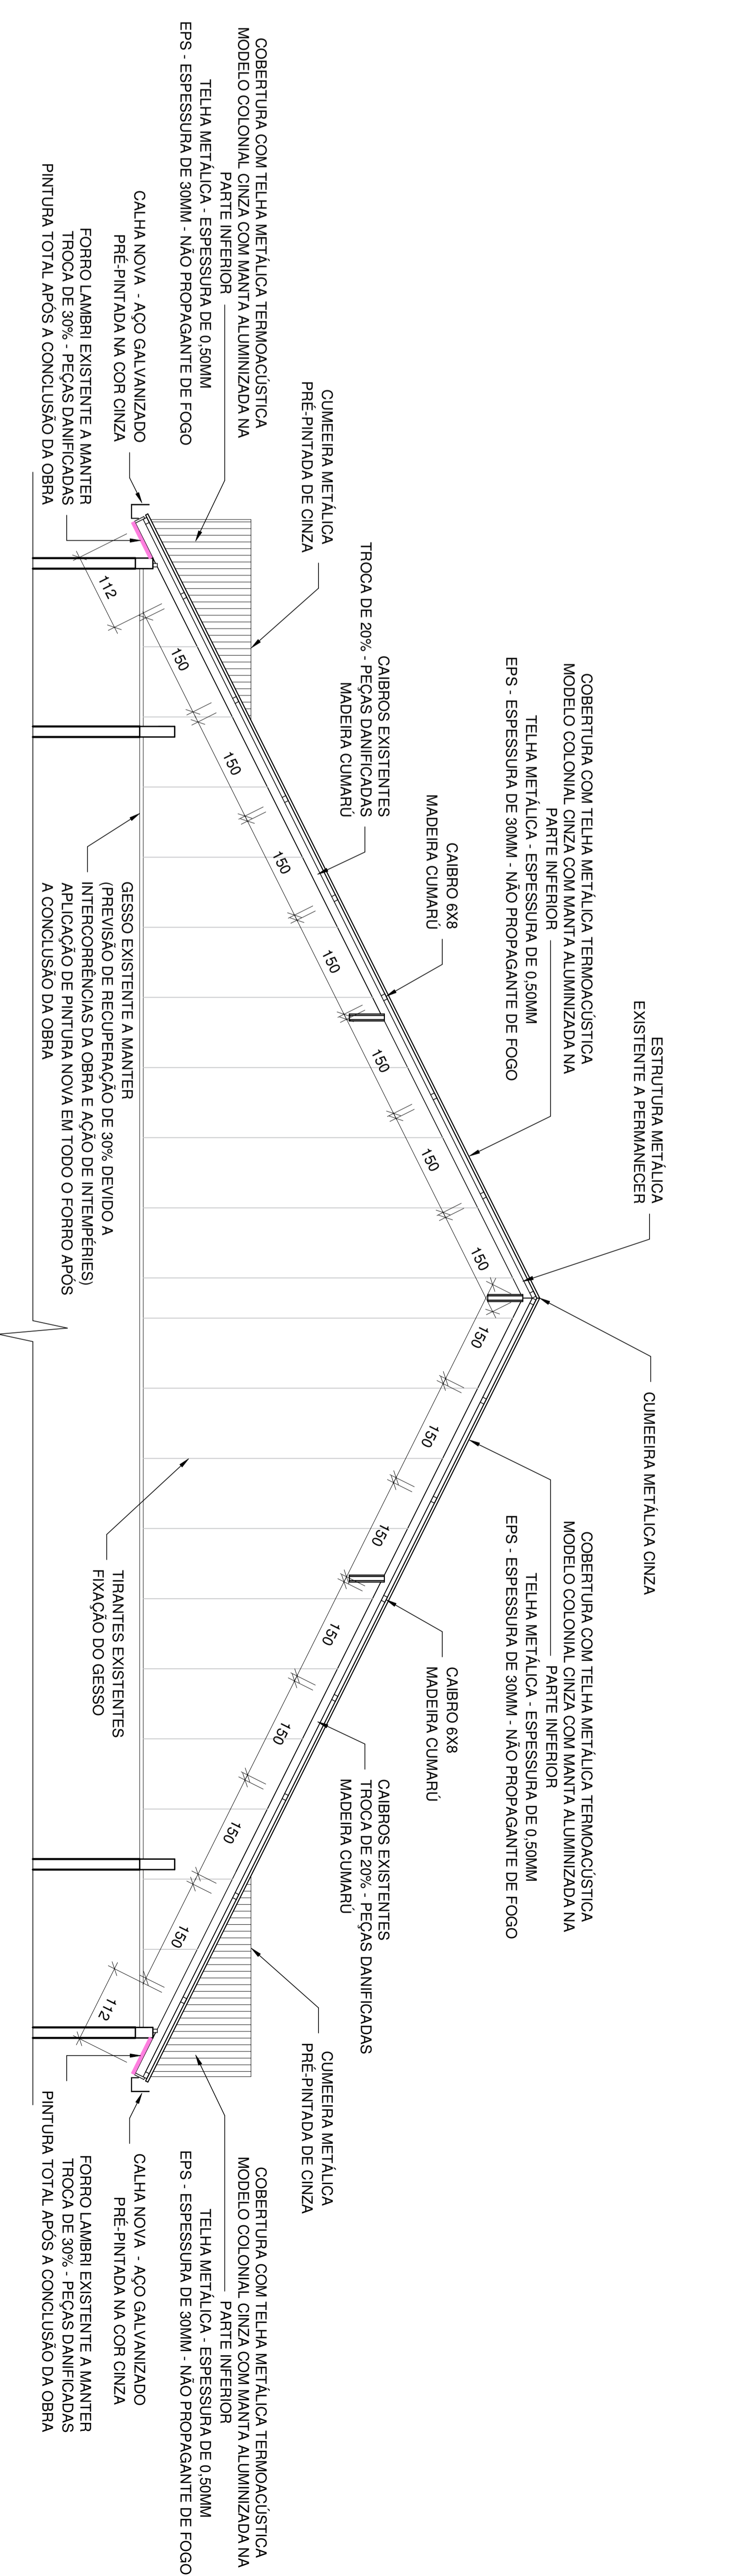 COBERTURA COM TELHA METÁLICA TERMOACÚSTICA
MODELO COLONIAL CINZA COM MANTA ALUMINIZADA NA
PARTE INFERIOR
TELHA METÁLICA - ESPESSURA DE 0,50MM
EPS - ESPESSURA DE 30MM - NÃO PROPAGANTE DE FOGO
CALHA NOVA - AÇO GALVANIZADO
PRÉ-PINTADA NA COR CINZA
FORRO LAMBRI EXISTENTE A MANTER
TROCA DE 30% - PEÇAS DANIFICADAS
PINTURA TOTAL APÓS A CONCLUSÃO DA OBRA
CUMEEIRA METÁLICA
PRÉ-PINTADA DE CINZA
CAIBROS EXISTENTES
TROCA DE 20% - PEÇAS DANIFICADAS
MADEIRA CUMARÚ
CAIBRO 6X8
MADEIRA CUMARÚ
COBERTURA COM TELHA METÁLICA TERMOACÚSTICA
MODELO COLONIAL CINZA COM MANTA ALUMINIZADA NA
PARTE INFERIOR
TELHA METÁLICA - ESPESSURA DE 0,50MM
EPS - ESPESSURA DE 30MM - NÃO PROPAGANTE DE FOGO
ESTRUTURA METÁLICA
EXISTENTE A PERMANECER
CUMEEIRA METÁLICA CINZA
112
150
150
150
150
150
150
150
150
150
150
150
150
150
150
112
GESSO EXISTENTE A MANTER
(PREVISÃO DE RECUPERAÇÃO DE 30% DEVIDO A
INTERCORRÊNCIAS DA OBRA E AÇÃO DE INTEMPÉRIES)
APLICAÇÃO DE PINTURA NOVA EM TODO O FORRO APÓS
A CONCLUSÃO DA OBRA
TIRANTES EXISTENTES
FIXAÇÃO DO GESSO
COBERTURA COM TELHA METÁLICA TERMOACÚSTICA
MODELO COLONIAL CINZA COM MANTA ALUMINIZADA NA
PARTE INFERIOR
TELHA METÁLICA - ESPESSURA DE 0,50MM
EPS - ESPESSURA DE 30MM - NÃO PROPAGANTE DE FOGO
CAIBRO 6X8
MADEIRA CUMARÚ
CAIBROS EXISTENTES
TROCA DE 20% - PEÇAS DANIFICADAS
MADEIRA CUMARÚ
CUMEEIRA METÁLICA
PRÉ-PINTADA DE CINZA
COBERTURA COM TELHA METÁLICA TERMOACÚSTICA
MODELO COLONIAL CINZA COM MANTA ALUMINIZADA NA
PARTE INFERIOR
TELHA METÁLICA - ESPESSURA DE 0,50MM
EPS - ESPESSURA DE 30MM - NÃO PROPAGANTE DE FOGO
CALHA NOVA - AÇO GALVANIZADO
PRÉ-PINTADA NA COR CINZA
FORRO LAMBRI EXISTENTE A MANTER
TROCA DE 30% - PEÇAS DANIFICADAS
PINTURA TOTAL APÓS A CONCLUSÃO DA OBRA